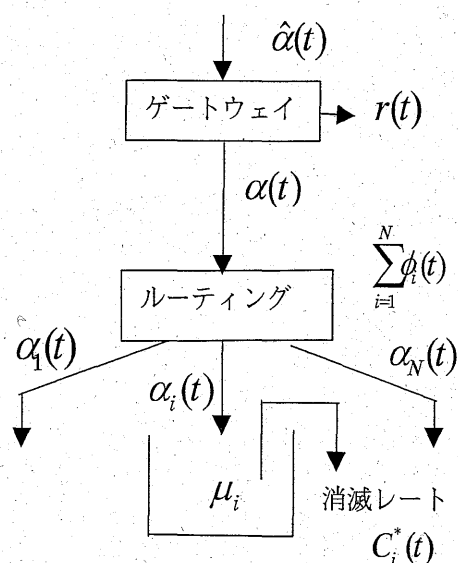 α̂(t)
ゲートウェイ
r(t)
α(t)
∑_{i=1}^{N} ϕ_i(t)
ルーティング
α_1(t)
α_i(t)
α_N(t)
μ_i
消滅レート
C_i^*(t)